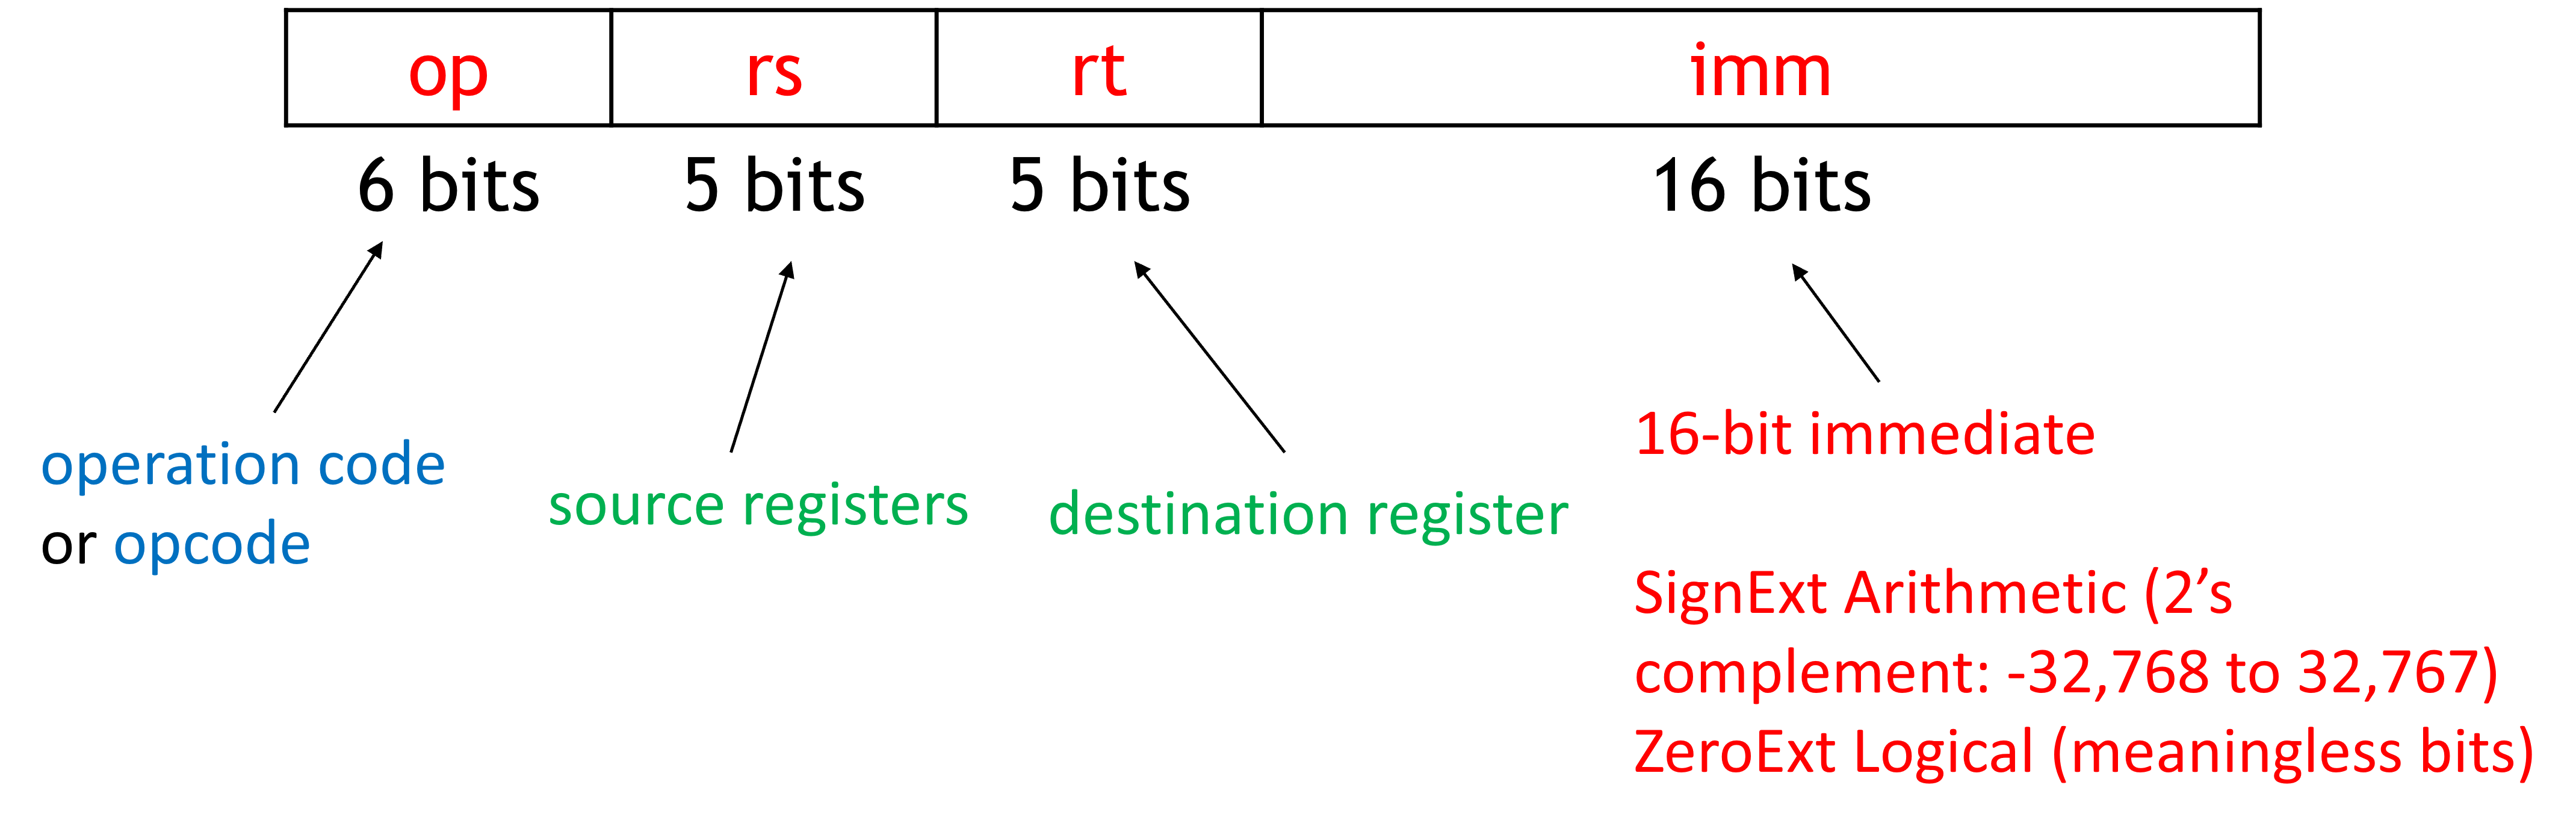 op rs rt imm
6 bits 5 bits 5 bits 16 bits
operation code
or opcode
source registers
destination register
16-bit immediate
SignExt Arithmetic (2’s
complement: -32,768 to 32,767)
ZeroExt Logical (meaningless bits)